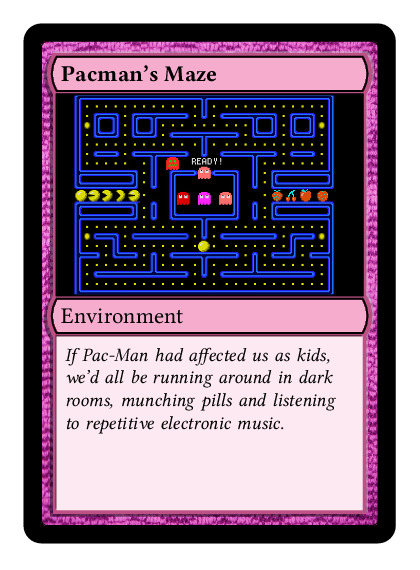 Pacman's Maze
READY!
Environment
If Pac-Man had affected us as kids,
we'd all be running around in dark
rooms, munching pills and listening
to repetitive electronic music.